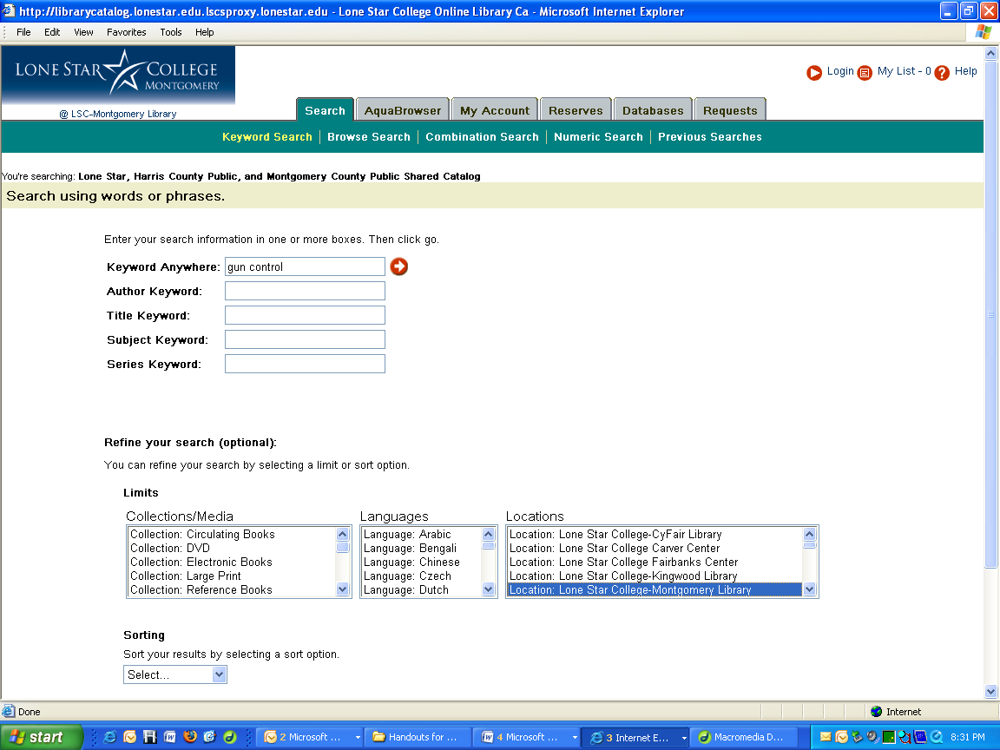 http://librarycatalog.lonestar.edu.lscsproxy.lonestar.edu - Lone Star College Online Library Ca - Microsoft Internet Explorer
File Edit View Favorites Tools Help
LONE STAR COLLEGE
MONTGOMERY
Login My List - 0 ? Help
@ LSC-Montgomery Library
Search AquaBrowser My Account Reserves Databases Requests
Keyword Search | Browse Search | Combination Search | Numeric Search | Previous Searches
You're searching: Lone Star, Harris County Public, and Montgomery County Public Shared Catalog
Search using words or phrases.
Enter your search information in one or more boxes. Then click go.
Keyword Anywhere: gun control
Author Keyword:
Title Keyword:
Subject Keyword:
Series Keyword:
Refine your search (optional):
You can refine your search by selecting a limit or sort option.
Limits
Collections/Media Languages Locations
Collection: Circulating Books Language: Arabic Location: Lone Star College-CyFair Library
Collection: DVD Language: Bengali Location: Lone Star College Carver Center
Collection: Electronic Books Language: Chinese Location: Lone Star College Fairbanks Center
Collection: Large Print Language: Czech Location: Lone Star College-Kingwood Library
Collection: Reference Books Language: Dutch Location: Lone Star College-Montgomery Library
Sorting
Sort your results by selecting a sort option.
Select...
Done Internet
start 2 Microsoft ... Handouts for ... 4 Microsoft ... 3 Internet E... Macromedia D... 8:31 PM